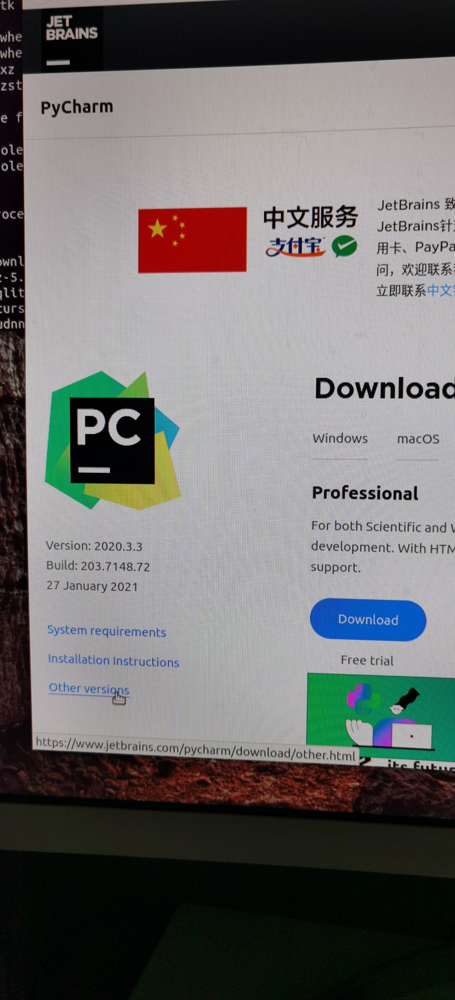 tk
JET
BRAINS
whe
whe
xz
zst
PyCharm
e f
ole
ole
oce
ownl
z-5.
qlit
curs
udnn
中文服务
支付宝
JetBrains 致
JetBrains针
用卡、PayPa
问，欢迎联系
立即联系中文
PC
Download
Windows macOS
Professional
For both Scientific and W
development. With HTM
support.
Download
Free trial
Version: 2020.3.3
Build: 203.7148.72
27 January 2021
System requirements
Installation Instructions
Other versions
https://www.jetbrains.com/pycharm/download/other.html
its futu